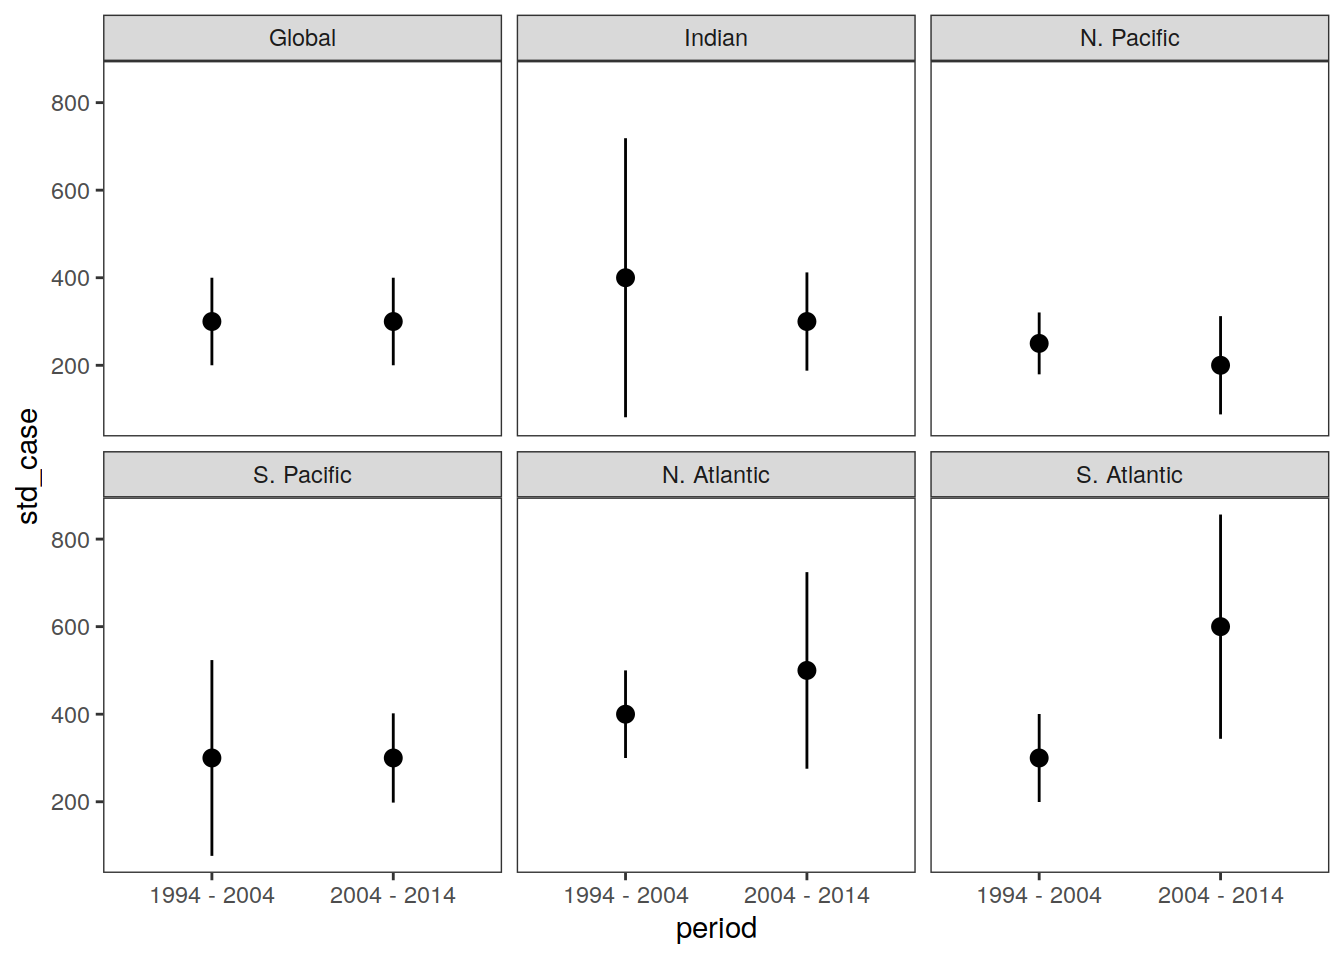 Global
Indian
N. Pacific
800
600
400
200
S. Pacific
N. Atlantic
S. Atlantic
800
600
400
200
std_case
1994 - 2004
2004 - 2014
1994 - 2004
2004 - 2014
1994 - 2004
2004 - 2014
period